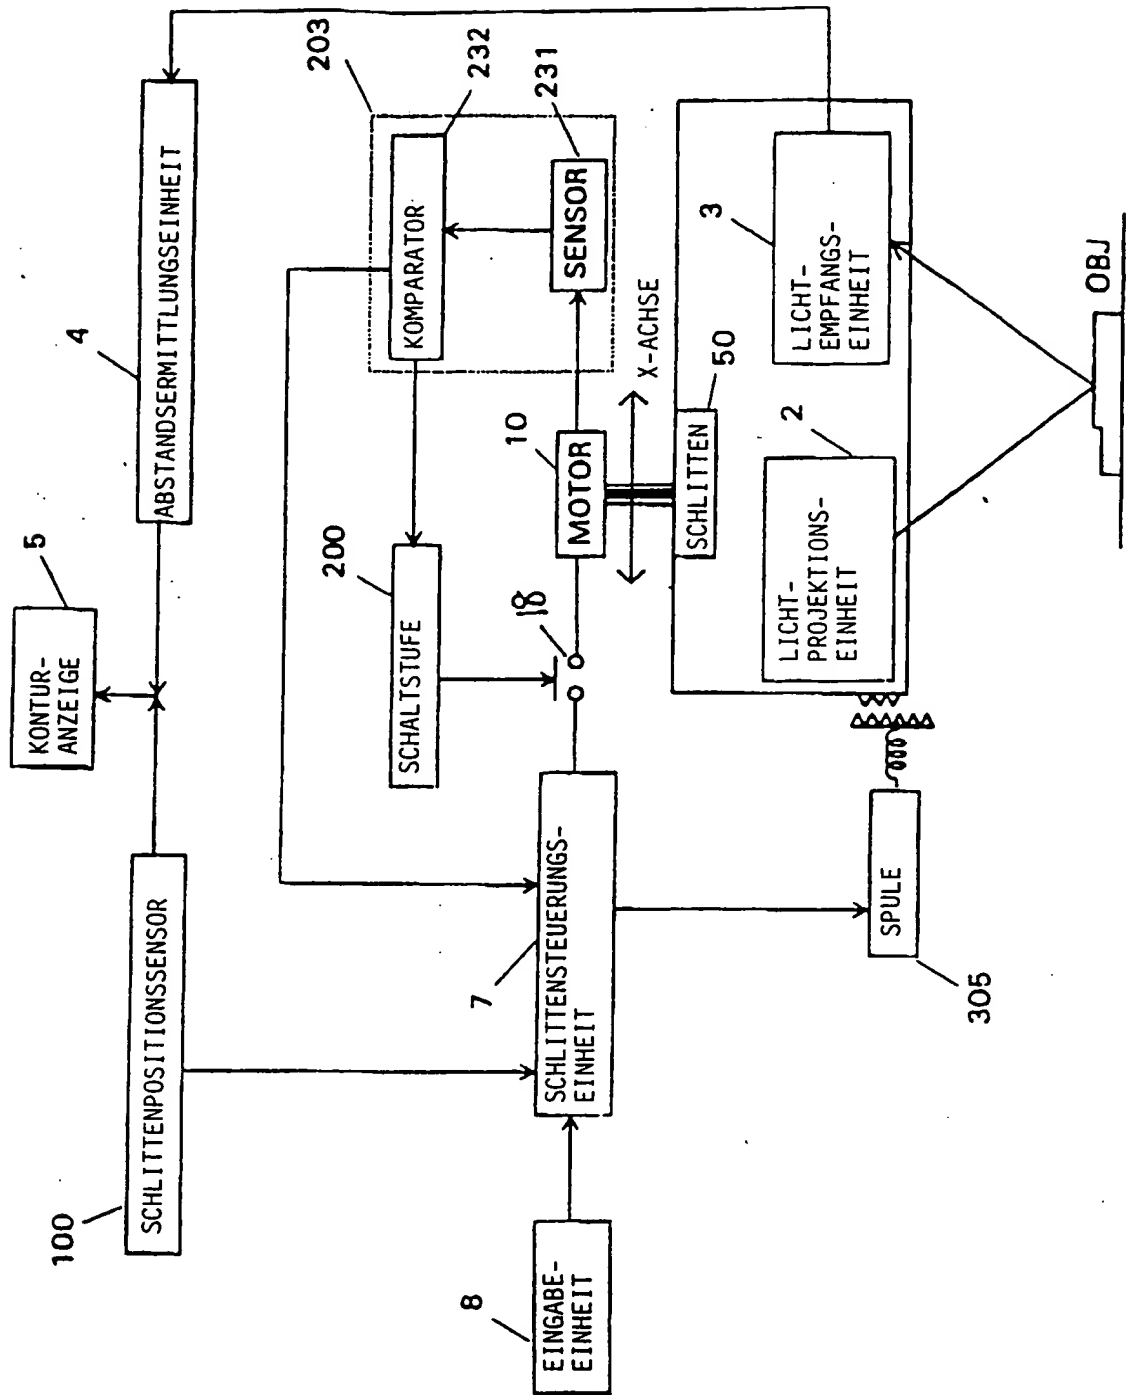 100
SCHLITTENPOSITIONSSENSOR
5
KONTUR-
ANZEIGE
4
ABSTANDSERMITTLUNGSEINHEIT
203
200
SCHALTSTUFE
KOMPARATOR
232
8
EINGABE-
EINHEIT
7
SCHLITTENSTEUERUNGS-
EINHEIT
18
10
MOTOR
SENSOR
231
X-ACHSE
SCHLITTEN
50
305
SPULE
2
LICHT-
PROJEKTIONS-
EINHEIT
3
LICHT-
EMPFANGS-
EINHEIT
OBJ